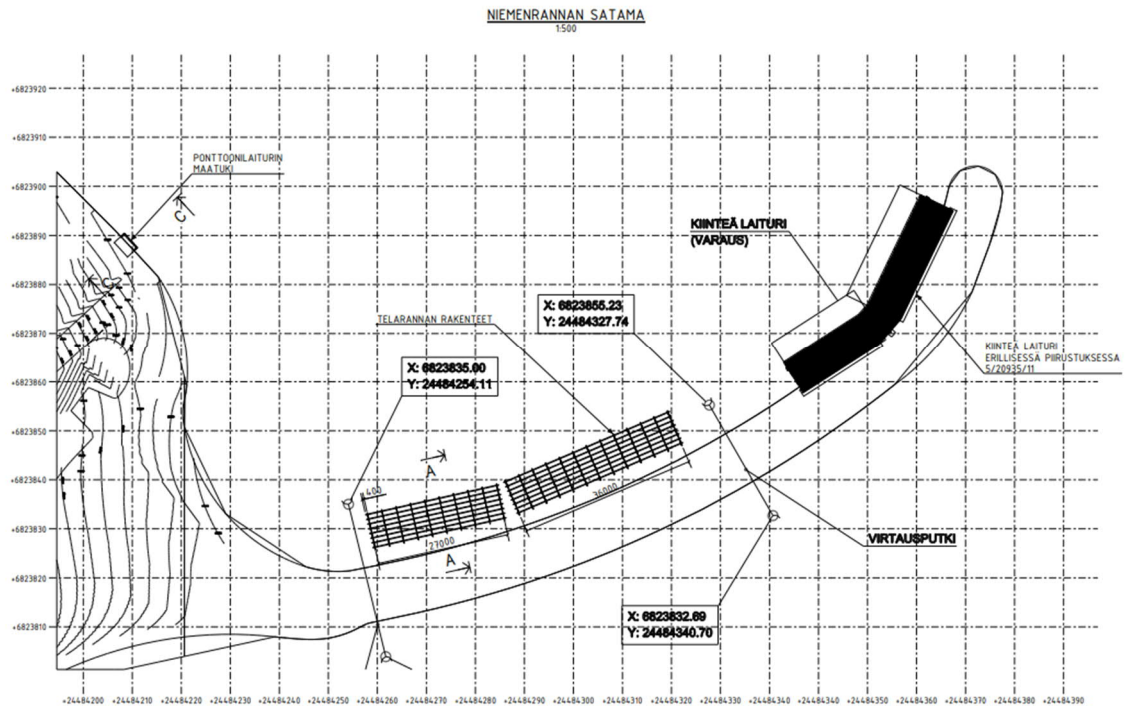 NIEMENRANNAN SATAMA
1:500
+6823920
+6823910
PONTTOONILAITURIN
MAATUKI
+6823900
C
KIINTEÄ LAITURI
(VARAUS)
+6823890
C
+6823880
X: 6823855.23
Y: 24484327.74
TELARANNAN RAKENTEET
+6823870
KIINTEÄ LAITURI
ERILLISESSÄ PIIRUSTUKSESSA
5/20935/11
X: 6823835.00
Y: 24484254.11
+6823860
+6823850
A
+6823840
400
36000
+6823830
27000
VIRTAUSPUTKI
A
+6823820
X: 6823832.69
Y: 24484340.70
+6823810
+24484200 +24484210 +24484220 +24484230 +24484240 +24484250 +24484260 +24484270 +24484280 +24484290 +24484300 +24484310 +24484320 +24484330 +24484340 +24484350 +24484360 +24484370 +24484380 +24484390